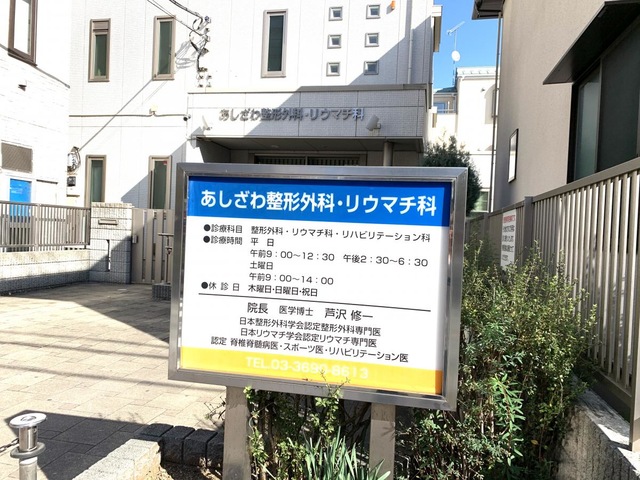 あしざわ整形外科・リウマチ科
あしざわ整形外科・リウマチ科
●診療科目 整形外科・リウマチ科・リハビリテーション科
●診療時間 平 日
午前9：00〜12：30 午後2：30〜6：30
土曜日
午前9：00〜14：00
●休 診 日 木曜日・日曜日・祝日
院長 医学博士 芦沢 修一
日本整形外科学会認定整形外科専門医
日本リウマチ学会認定リウマチ専門医
認定 脊椎脊髄病医・スポーツ医・リハビリテーション医